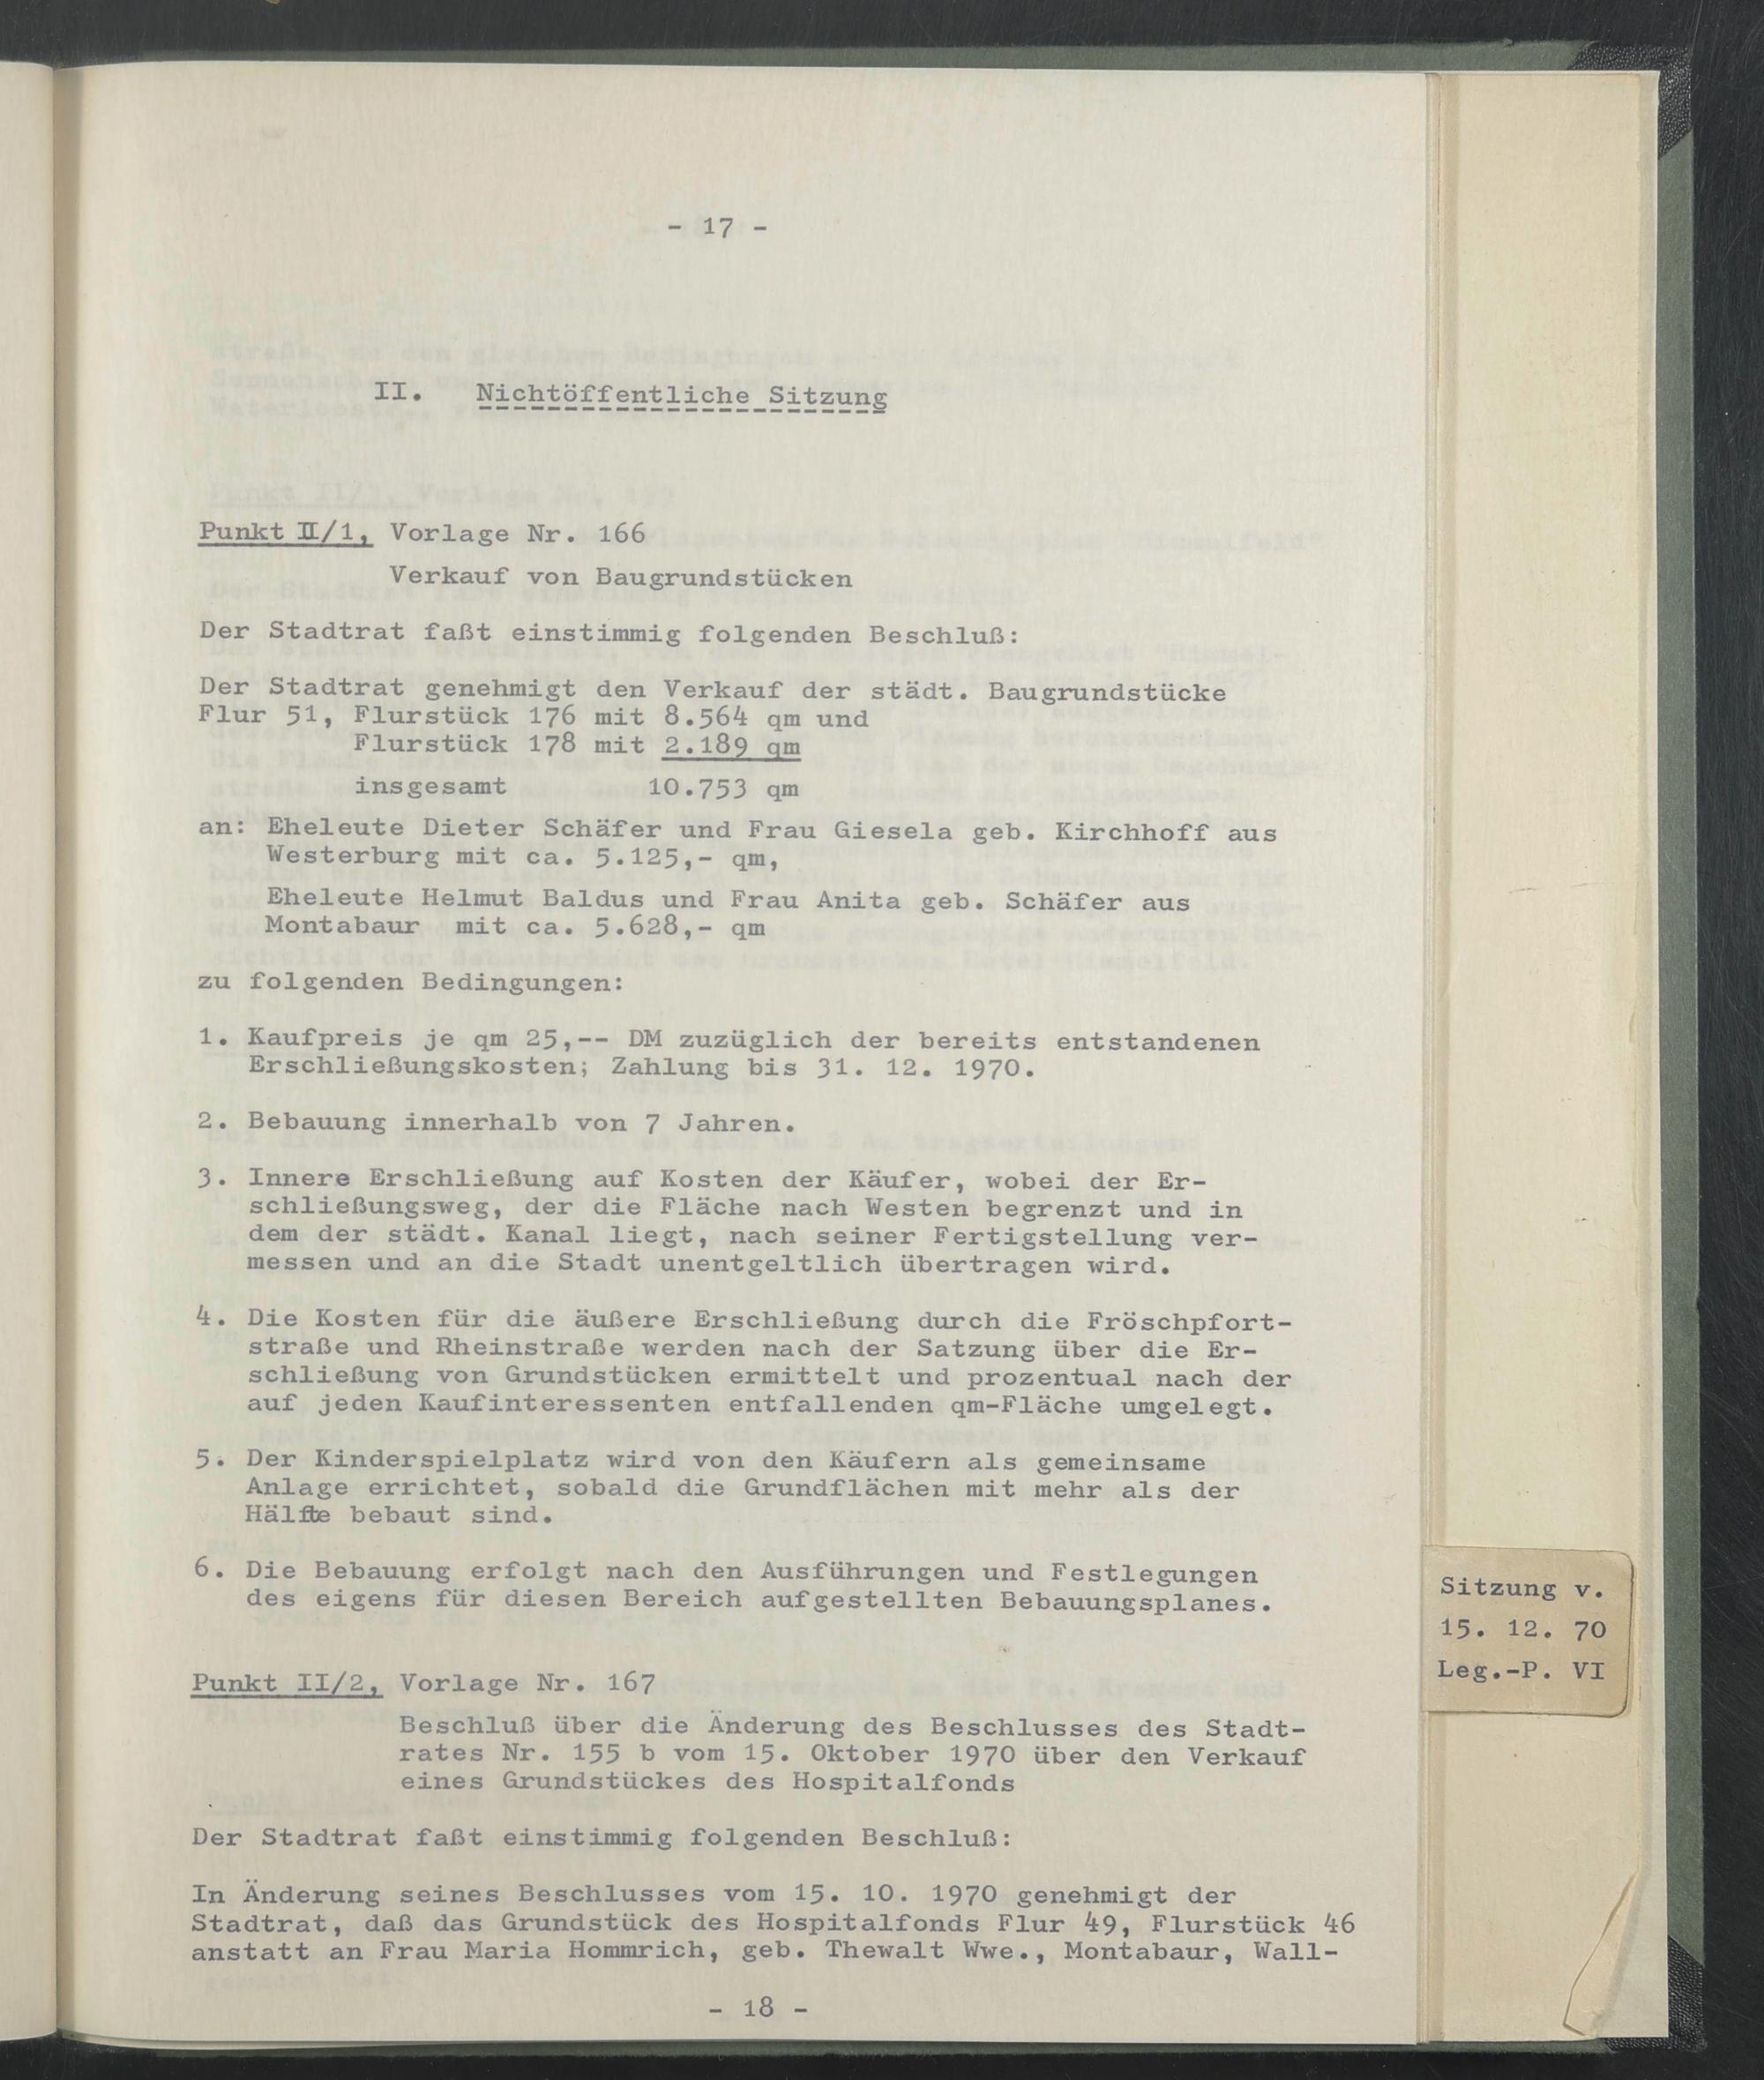 - 17 -
II. Nichtöffentliche Sitzung
Punkt II/1, Vorlage Nr. 166
Verkauf von Baugrundstücken
Der Stadtrat faßt einstimmig folgenden Beschluß:
Der Stadtrat genehmigt den Verkauf der städt. Baugrundstücke
Flur 51, Flurstück 176 mit 8.564 qm und
Flurstück 178 mit 2.189 qm
insgesamt 10.753 qm
an: Eheleute Dieter Schäfer und Frau Giesela geb. Kirchhoff aus
Westerburg mit ca. 5.125,- qm,
Eheleute Helmut Baldus und Frau Anita geb. Schäfer aus
Montabaur mit ca. 5.628,- qm
zu folgenden Bedingungen:
1. Kaufpreis je qm 25,-- DM zuzüglich der bereits entstandenen
Erschließungskosten; Zahlung bis 31. 12. 1970.
2. Bebauung innerhalb von 7 Jahren.
3. Innere Erschließung auf Kosten der Käufer, wobei der Er-
schließungsweg, der die Fläche nach Westen begrenzt und in
dem der städt. Kanal liegt, nach seiner Fertigstellung ver-
messen und an die Stadt unentgeltlich übertragen wird.
4. Die Kosten für die äußere Erschließung durch die Fröschpfort-
straße und Rheinstraße werden nach der Satzung über die Er-
schließung von Grundstücken ermittelt und prozentual nach der
auf jeden Kaufinteressenten entfallenden qm-Fläche umgelegt.
5. Der Kinderspielplatz wird von den Käufern als gemeinsame
Anlage errichtet, sobald die Grundflächen mit mehr als der
Hälfte bebaut sind.
6. Die Bebauung erfolgt nach den Ausführungen und Festlegungen
des eigens für diesen Bereich aufgestellten Bebauungsplanes.
Punkt II/2, Vorlage Nr. 167
Beschluß über die Änderung des Beschlusses des Stadt-
rates Nr. 155 b vom 15. Oktober 1970 über den Verkauf
eines Grundstückes des Hospitalfonds
Der Stadtrat faßt einstimmig folgenden Beschluß:
In Änderung seines Beschlusses vom 15. 10. 1970 genehmigt der
Stadtrat, daß das Grundstück des Hospitalfonds Flur 49, Flurstück 46
anstatt an Frau Maria Hommrich, geb. Thewalt Wwe., Montabaur, Wall-
- 18 -
Sitzung v.
15. 12. 70
Leg.-P. VI